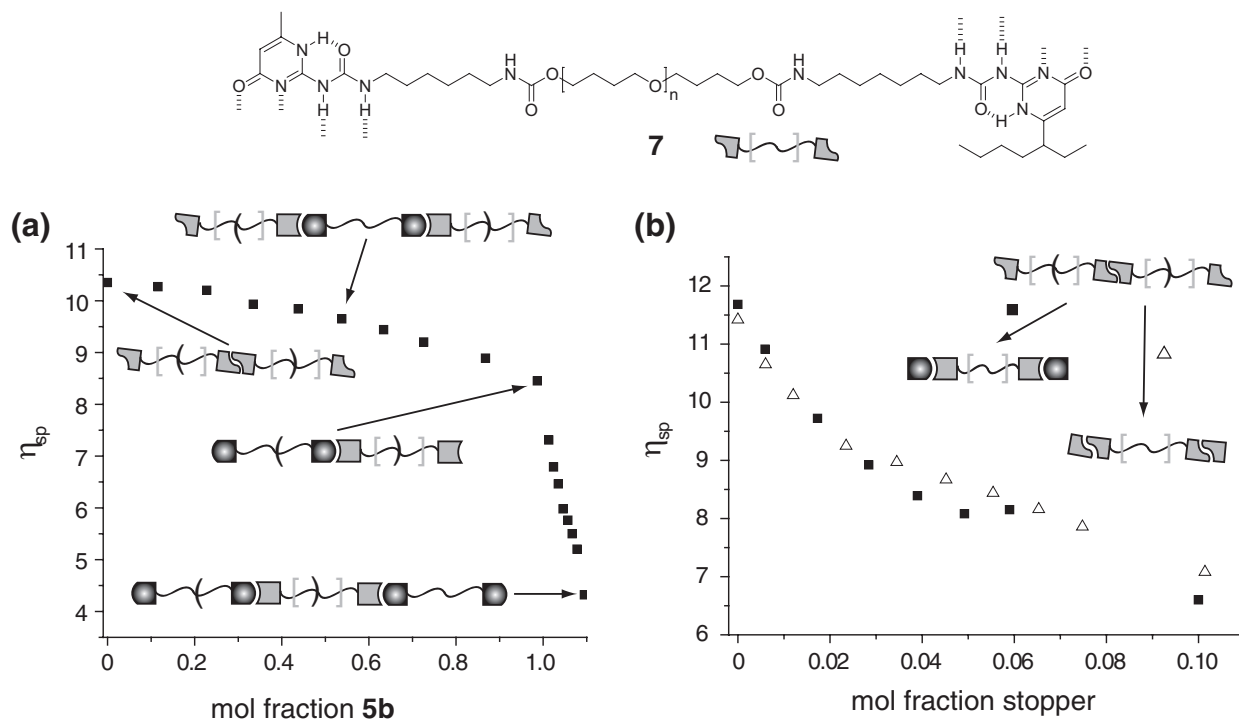 H
N
O
N
N
H
N
H
O
H
N
O
O
O
n
O
N
H
O
H
N
O
H
N
N
O
N
H
H
7
(a)
11
10
9
8
7
6
5
4
ηsp
0
0.2
0.4
0.6
0.8
1.0
mol fraction 5b
(b)
12
11
10
9
8
7
6
ηsp
0
0.02
0.04
0.06
0.08
0.10
mol fraction stopper